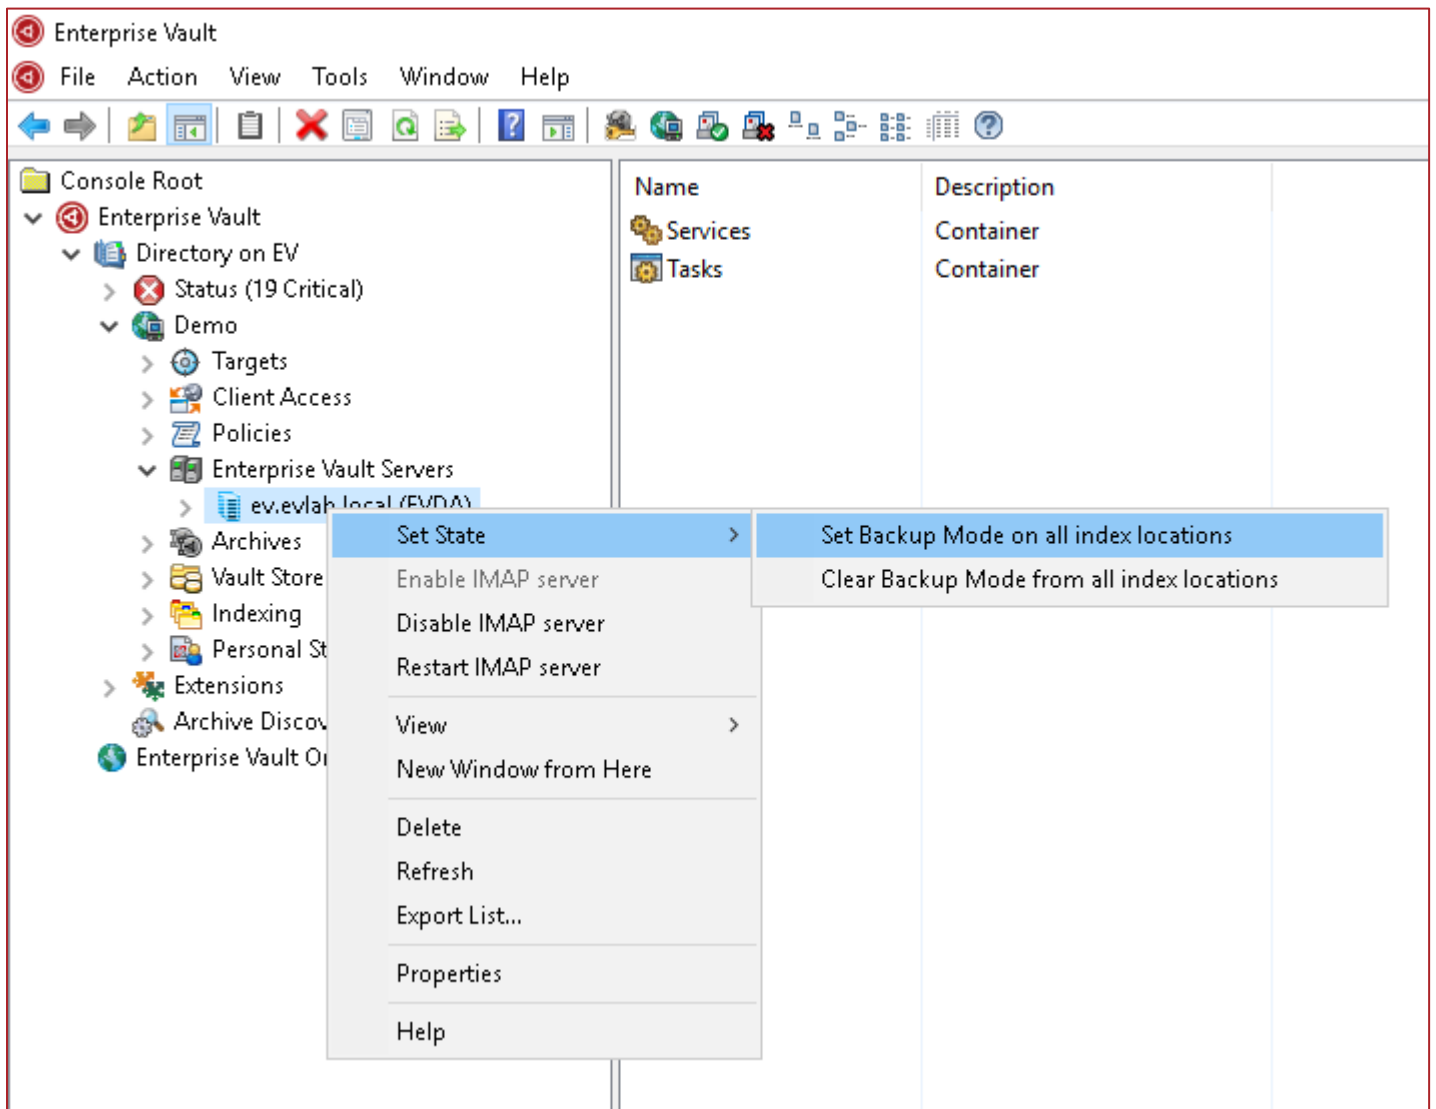 Enterprise Vault
File Action View Tools Window Help
Console Root
Enterprise Vault
Directory on EV
Status (19 Critical)
Demo
Targets
Client Access
Policies
Enterprise Vault Servers
ev.evlab.local (EVDA)
Archives
Vault Store
Indexing
Personal St
Extensions
Archive Discov
Enterprise Vault
Name Description
Services Container
Tasks Container
Set State
Enable IMAP server
Disable IMAP server
Restart IMAP server
View
New Window from Here
Delete
Refresh
Export List...
Properties
Help
Set Backup Mode on all index locations
Clear Backup Mode from all index locations